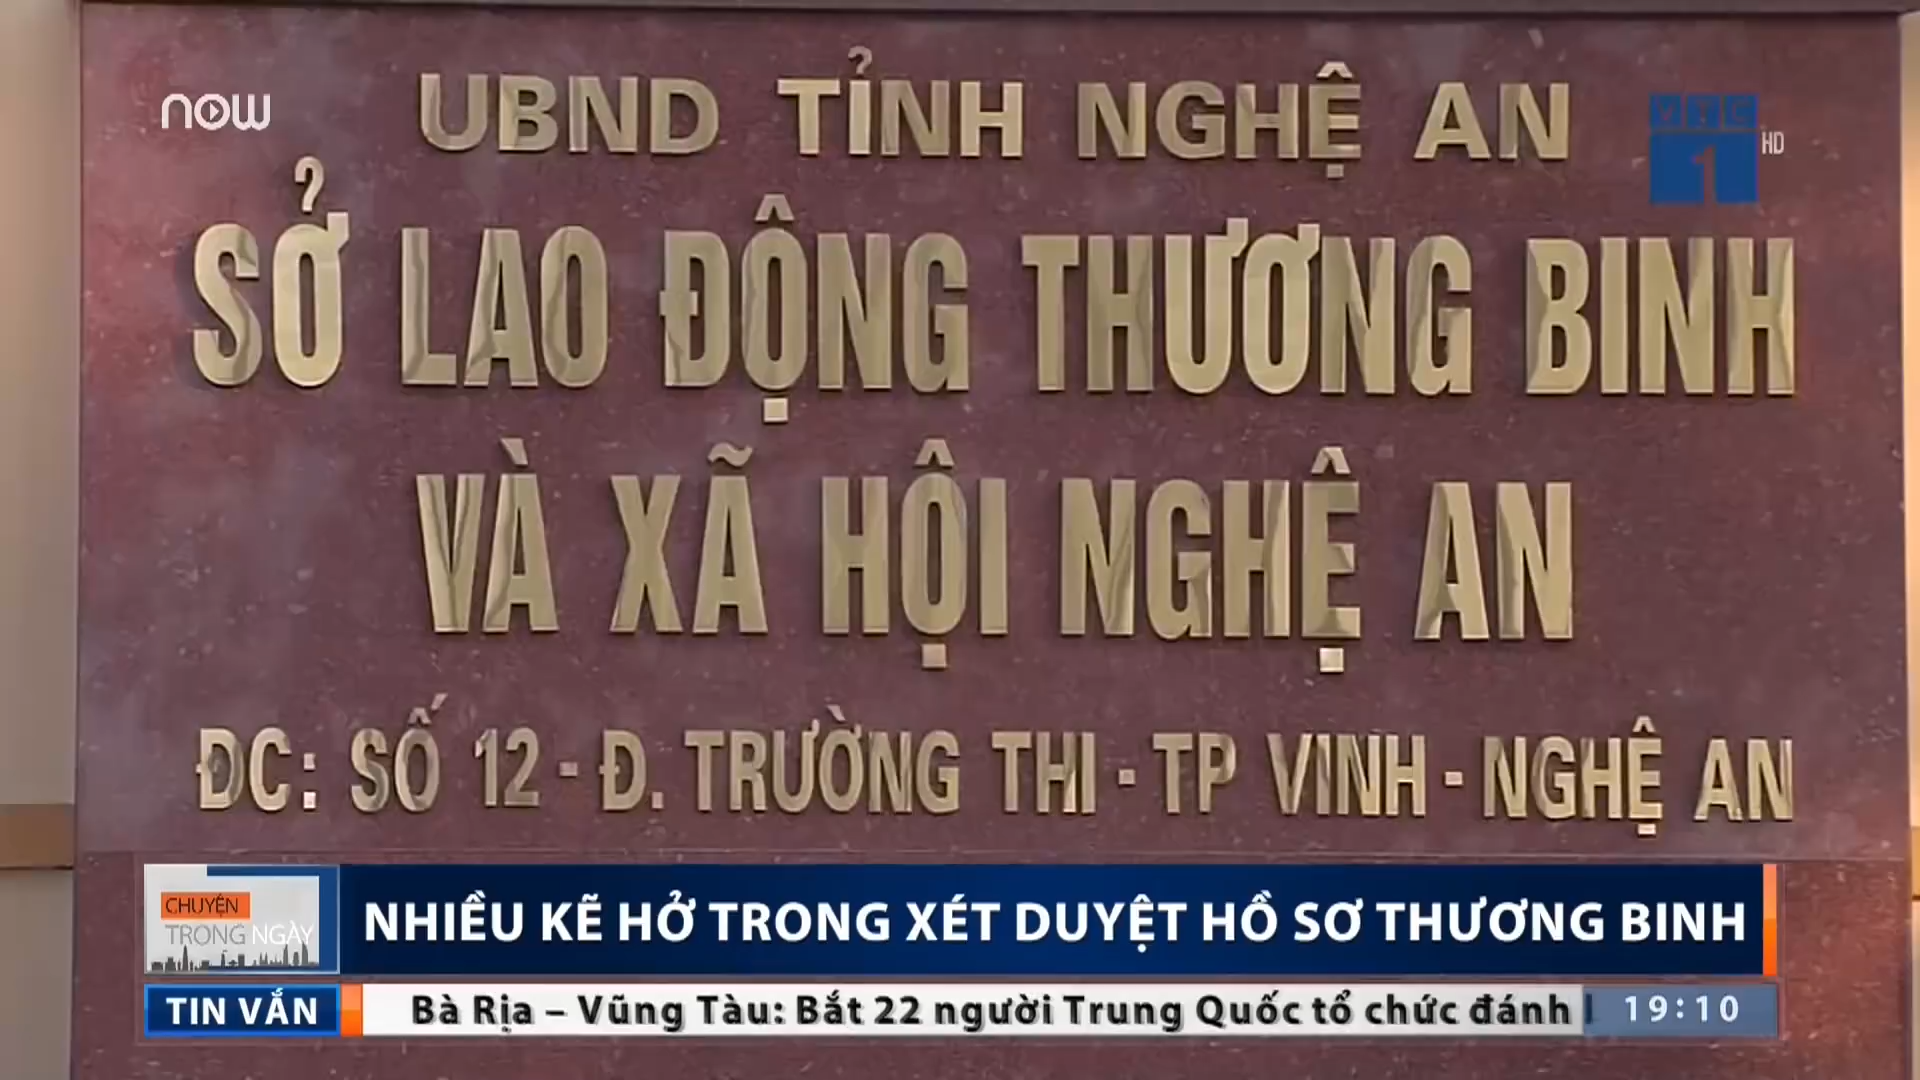 now
UBND TỈNH NGHỆ AN
VTC
1
HD
SỞ LAO ĐỘNG THƯƠNG BINH
VÀ XÃ HỘI NGHỆ AN
ĐC: SỐ 12 - Đ. TRƯỜNG THI - TP VINH - NGHỆ AN
CHUYỆN
TRONG NGÀY
NHIỀU KẼ HỞ TRONG XÉT DUYỆT HỒ SƠ THƯƠNG BINH
TIN VẮN
Bà Rịa – Vũng Tàu: Bắt 22 người Trung Quốc tổ chức đánh
19:10